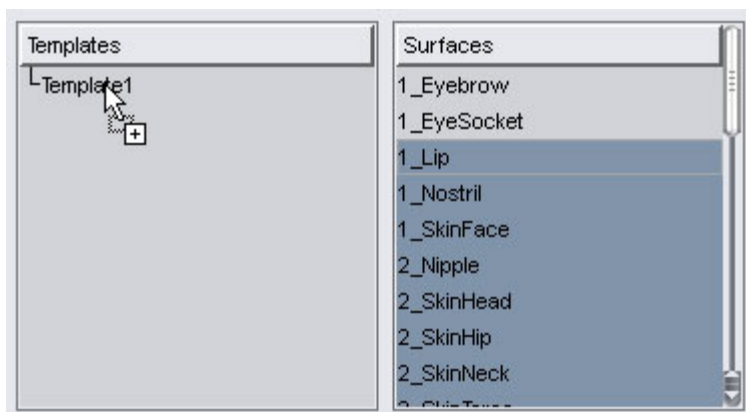 Templates
Template1
Surfaces
1_Eyebrow
1_EyeSocket
1_Lip
1_Nostril
1_SkinFace
2_Nipple
2_SkinHead
2_SkinHip
2_SkinNeck